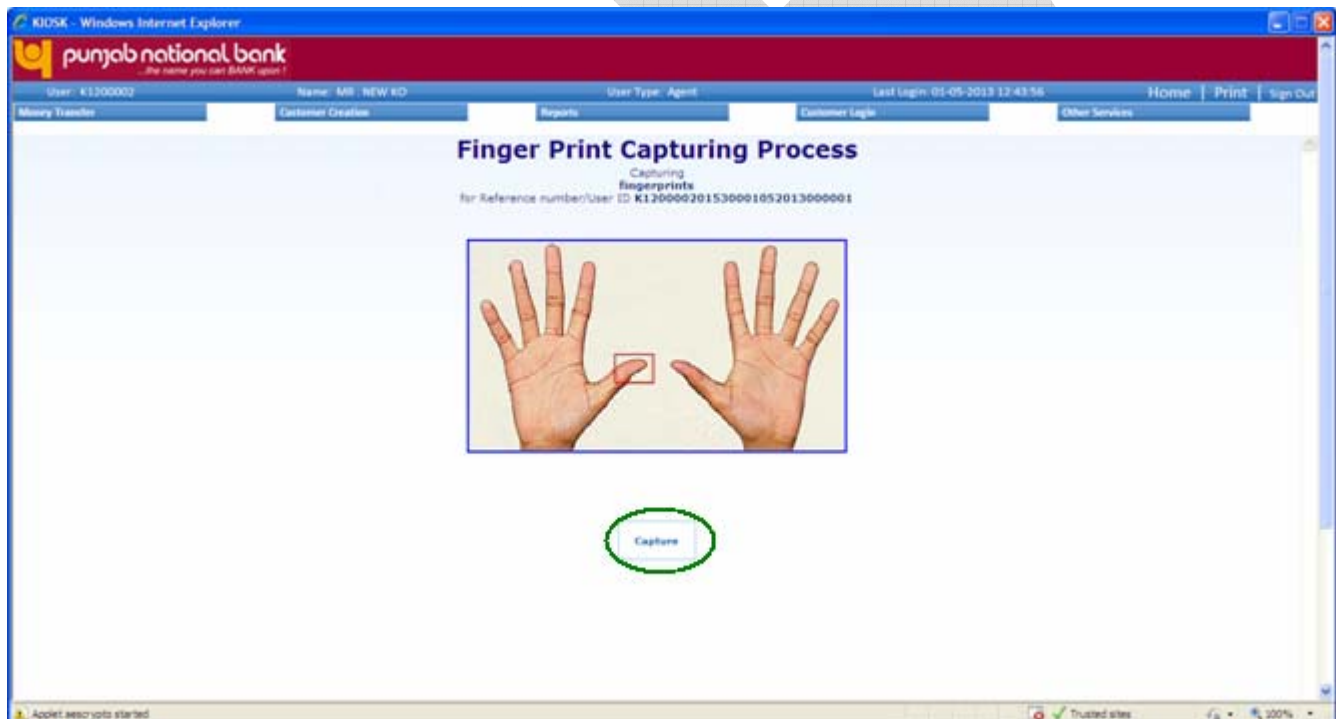 KIOSK - Windows Internet Explorer
punjab national bank
...the name you can BANK upon !
User: K1200002 Name: MR . NEW KO User Type: Agent Last Login: 01-05-2013 12:43:56 Home | Print | Sign Out
Money Transfer Customer Creation Reports Customer Login Other Services
Finger Print Capturing Process
Capturing
fingerprints
for Reference number/User ID K120000201530001052013000001
Capture
Applet aescrypto started Trusted sites 100%